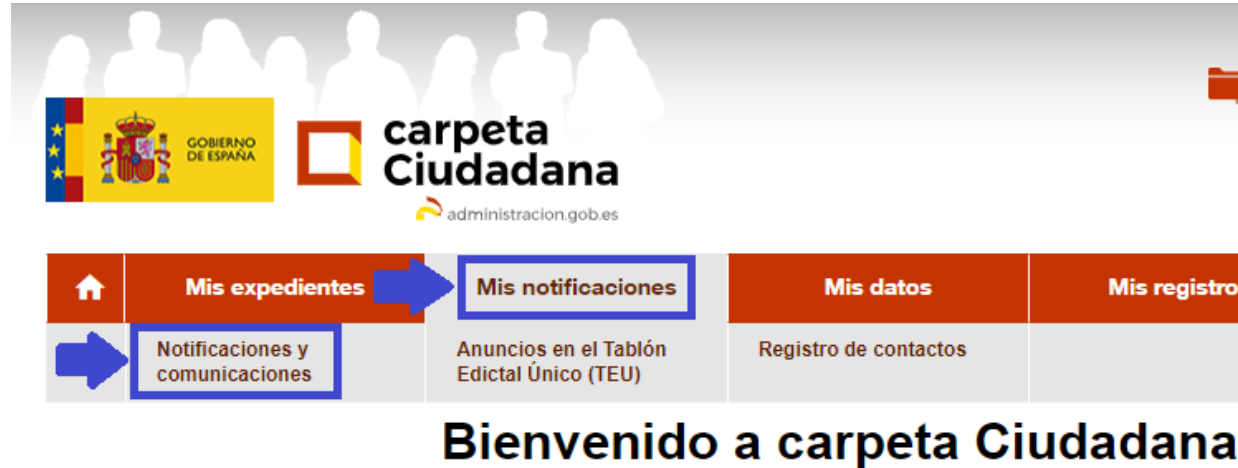 GOBIERNO
DE ESPAÑA
carpeta
Ciudadana
administracion.gob.es
Mis expedientes
Mis notificaciones
Mis datos
Mis registro
Notificaciones y
comunicaciones
Anuncios en el Tablón
Edictal Único (TEU)
Registro de contactos
Bienvenido a carpeta Ciudadana